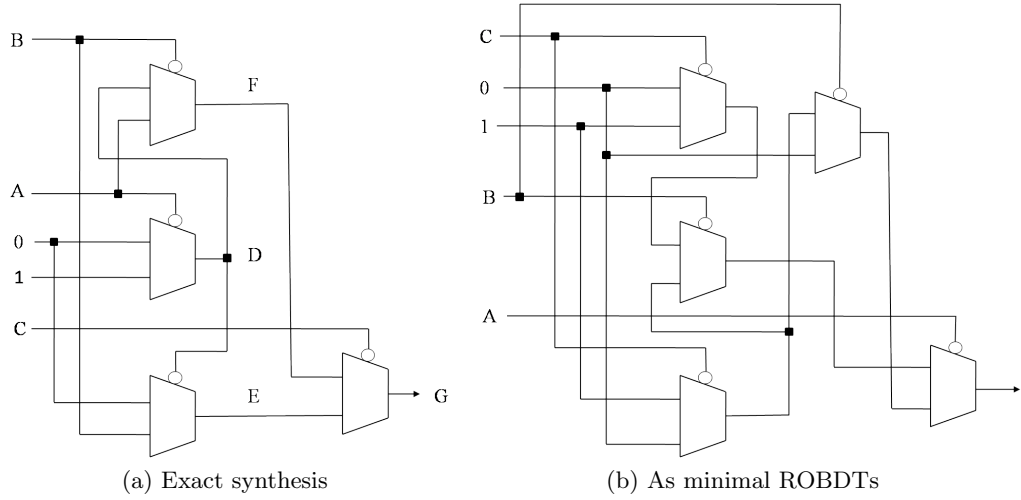 B
F
A
0
D
1
C
E
G
(a) Exact synthesis
C
0
1
B
A
(b) As minimal ROBDTs